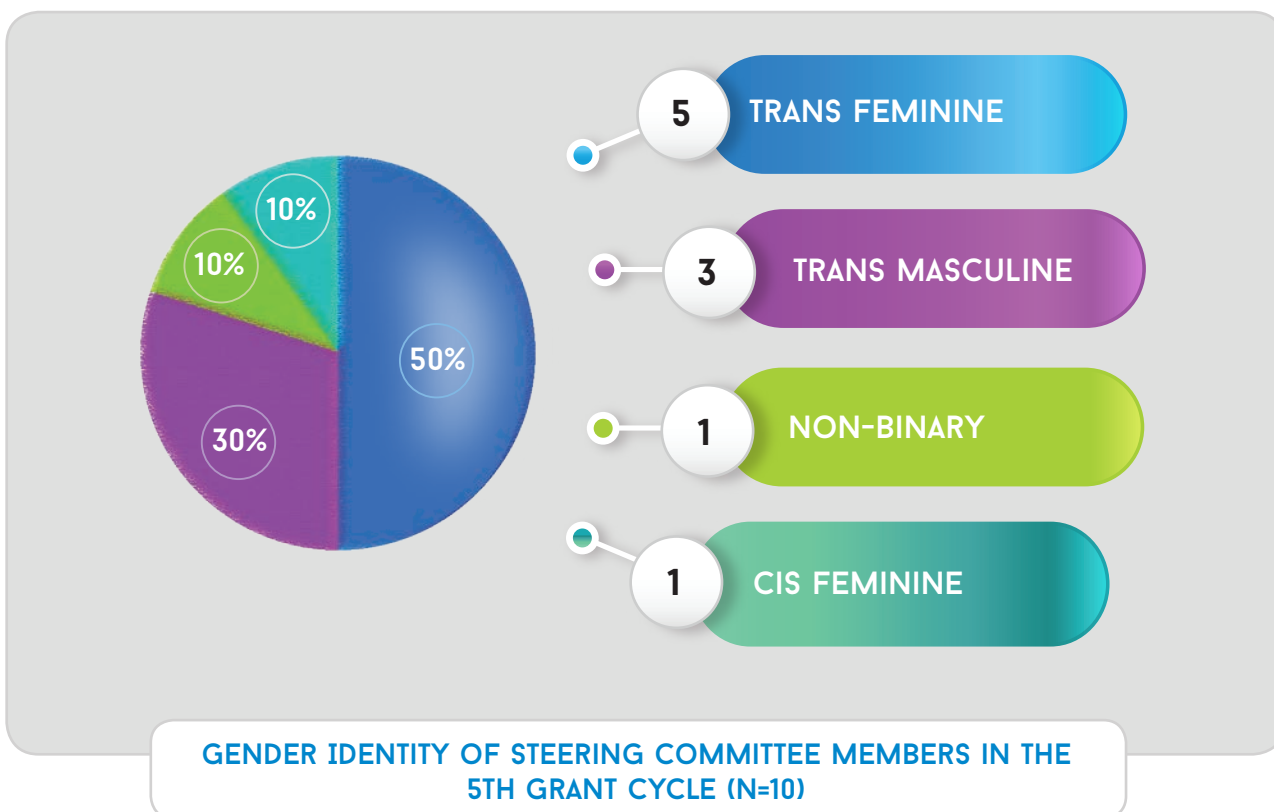 5 TRANS FEMININE
10%
10%
3 TRANS MASCULINE
50%
30%
1 NON-BINARY
1 CIS FEMININE
GENDER IDENTITY OF STEERING COMMITTEE MEMBERS IN THE
5TH GRANT CYCLE (N=10)